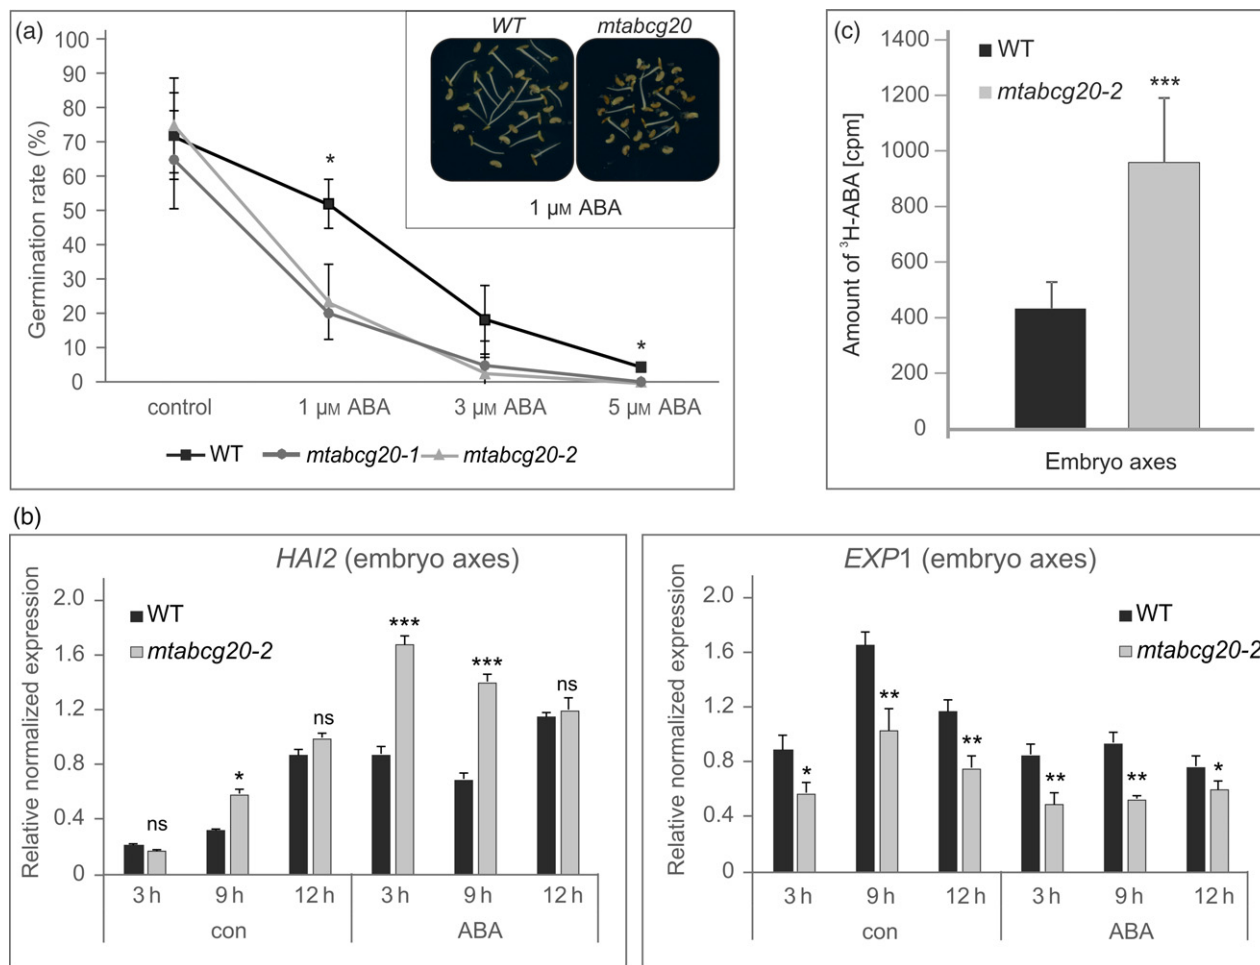 (a)
WT mtabcg20
1 µM ABA
Germination rate (%)
100
90
80
70
60
50
40
30
20
10
0
*
*
control 1 µM ABA 3 µM ABA 5 µM ABA
WT mtabcg20-1 mtabcg20-2
(c)
WT
mtabcg20-2
***
Amount of ³H-ABA [cpm]
1400
1200
1000
800
600
400
200
0
Embryo axes
(b)
HAI2 (embryo axes)
WT
mtabcg20-2
Relative normalized expression
2.0
1.6
1.2
0.8
0.4
0
ns * ns *** *** ns
3 h 9 h 12 h 3 h 9 h 12 h
con ABA
EXP1 (embryo axes)
WT
mtabcg20-2
Relative normalized expression
2.0
1.6
1.2
0.8
0.4
0
* ** ** ** ** *
3 h 9 h 12 h 3 h 9 h 12 h
con ABA